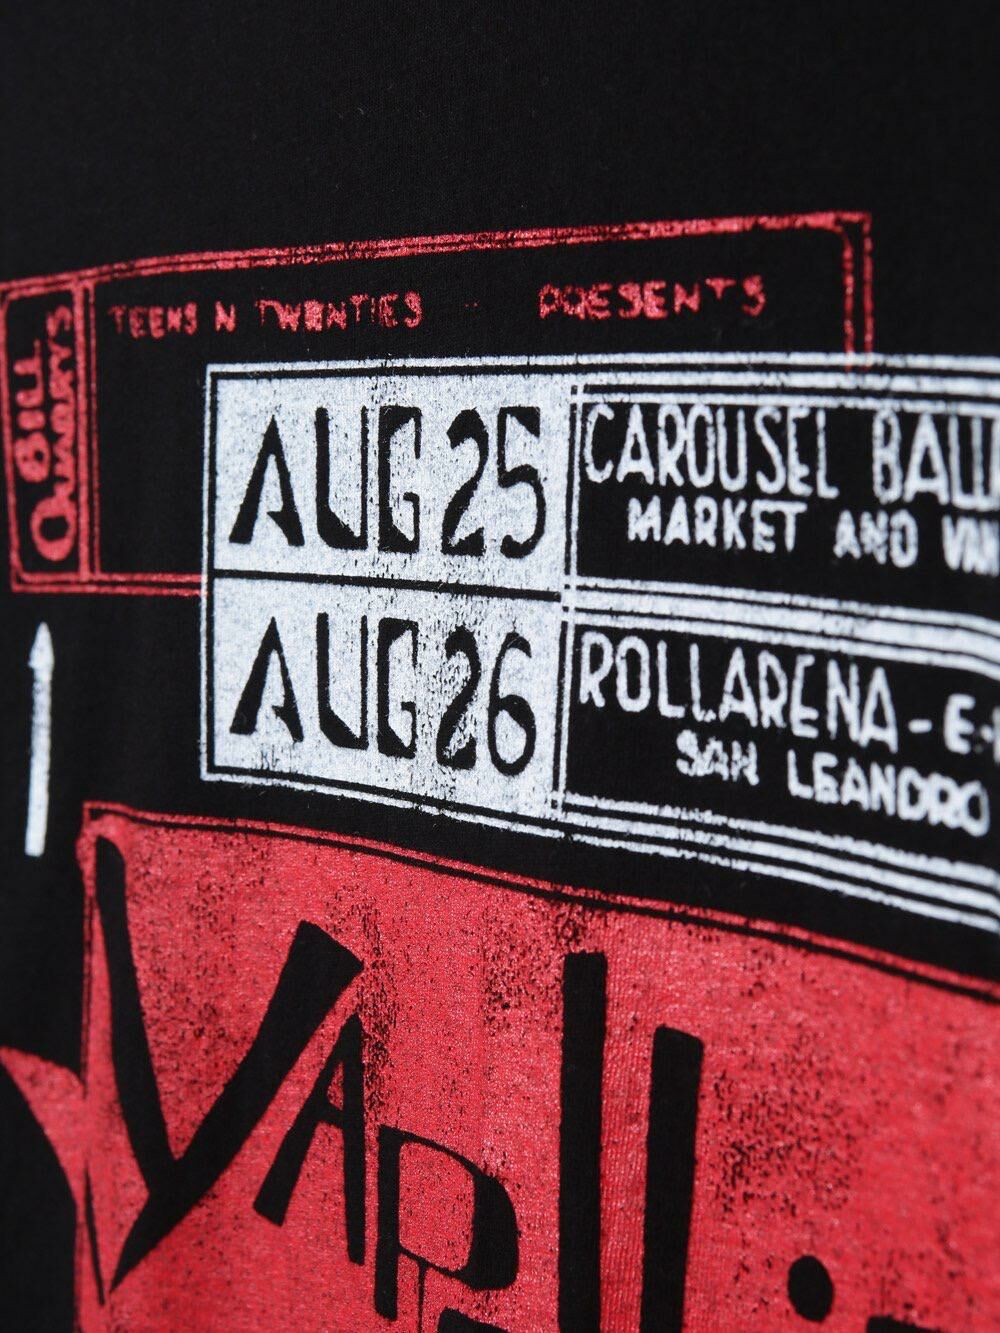 BILL QUARRY'S
TEENS N TWENTIES PRESENTS
AUG 25
CAROUSEL
MARKET AND
AUG 26
ROLLARENA -
SAN LEANDRO